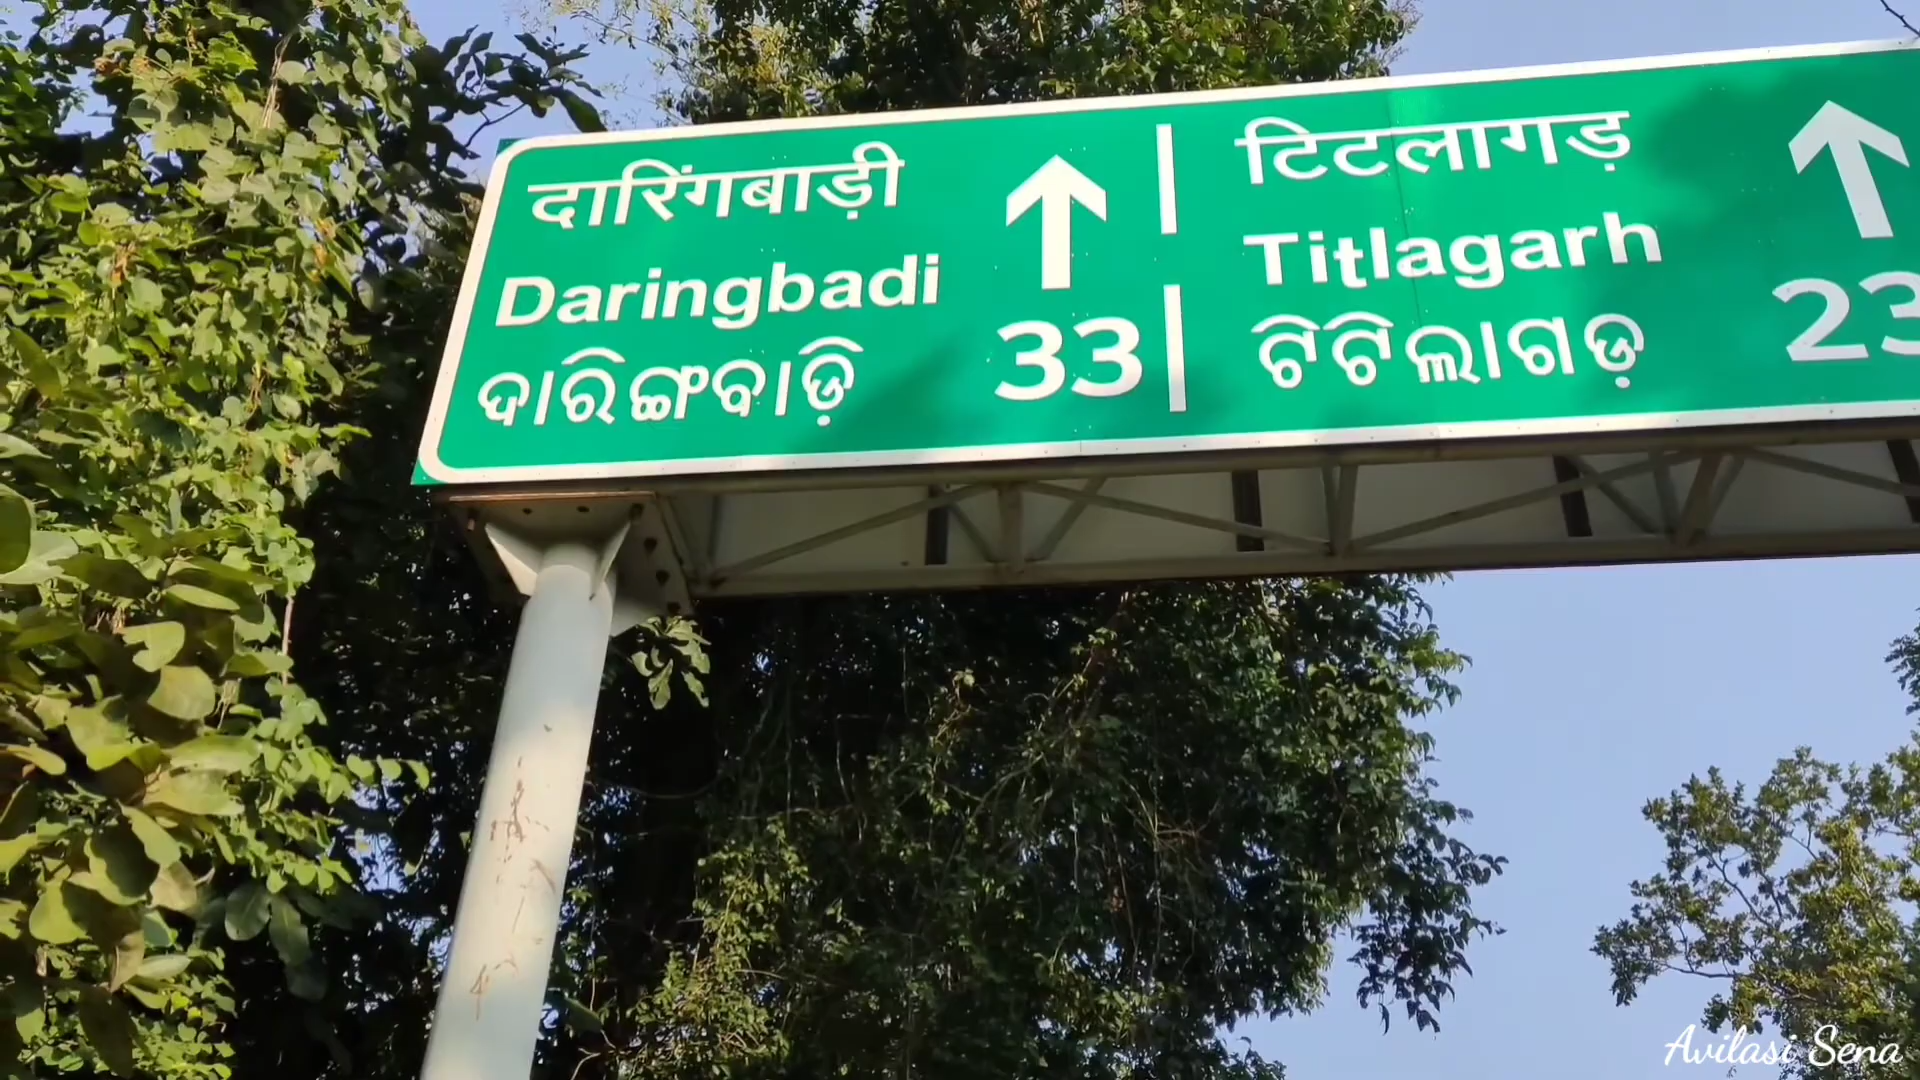 दारिंगबाड़ी
Daringbadi
ଦାରିଙ୍ଗବାଡ଼ି
33
टिटलागड़
Titlagarh
ଟିଟିଲାଗଡ଼
23
Avilasi Sena